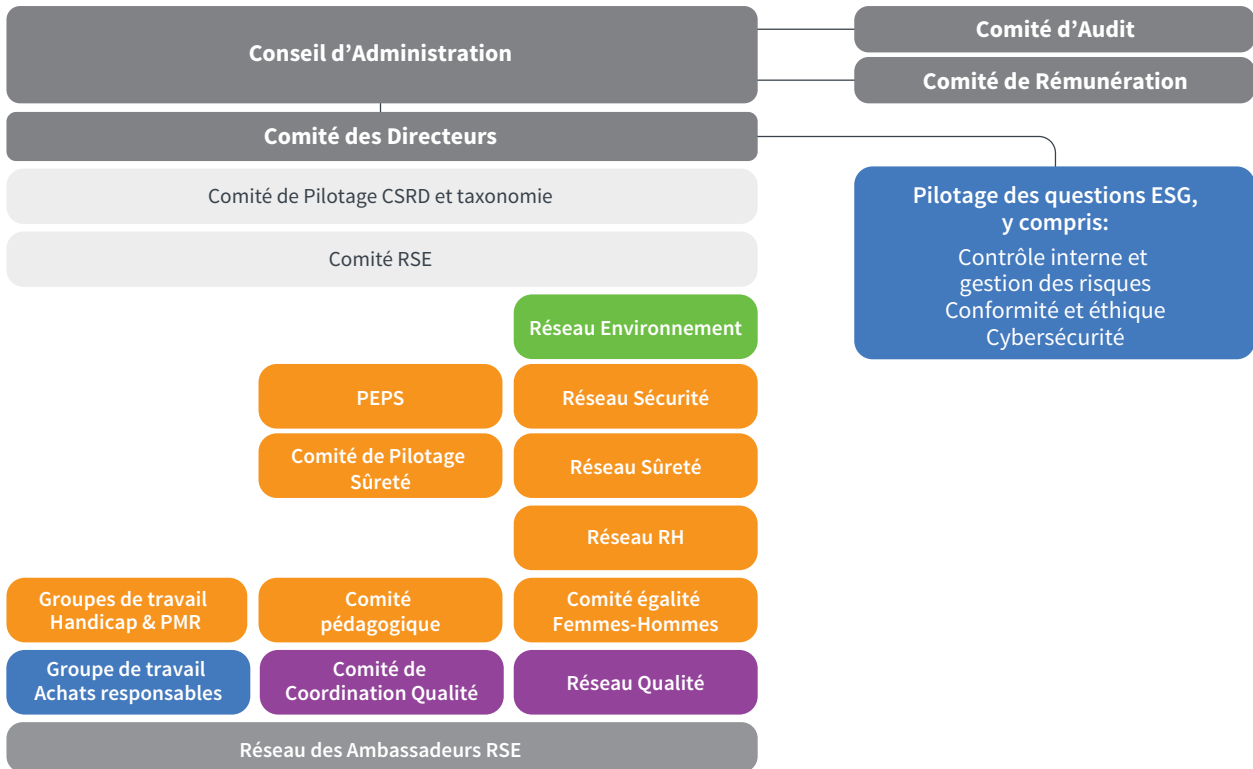 Conseil d’Administration
Comité d’Audit
Comité de Rémunération
Comité des Directeurs
Comité de Pilotage CSRD et taxonomie
Comité RSE
Pilotage des questions ESG,
y compris:
Contrôle interne et
gestion des risques
Conformité et éthique
Cybersécurité
Réseau Environnement
PEPS
Réseau Sécurité
Comité de Pilotage
Sûreté
Réseau Sûreté
Réseau RH
Groupes de travail
Handicap & PMR
Comité
pédagogique
Comité égalité
Femmes-Hommes
Groupe de travail
Achats responsables
Comité de
Coordination Qualité
Réseau Qualité
Réseau des Ambassadeurs RSE